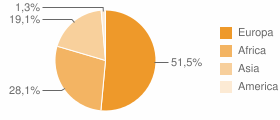 1,3%
19,1%
28,1%
51,5%
Europa
Africa
Asia
America